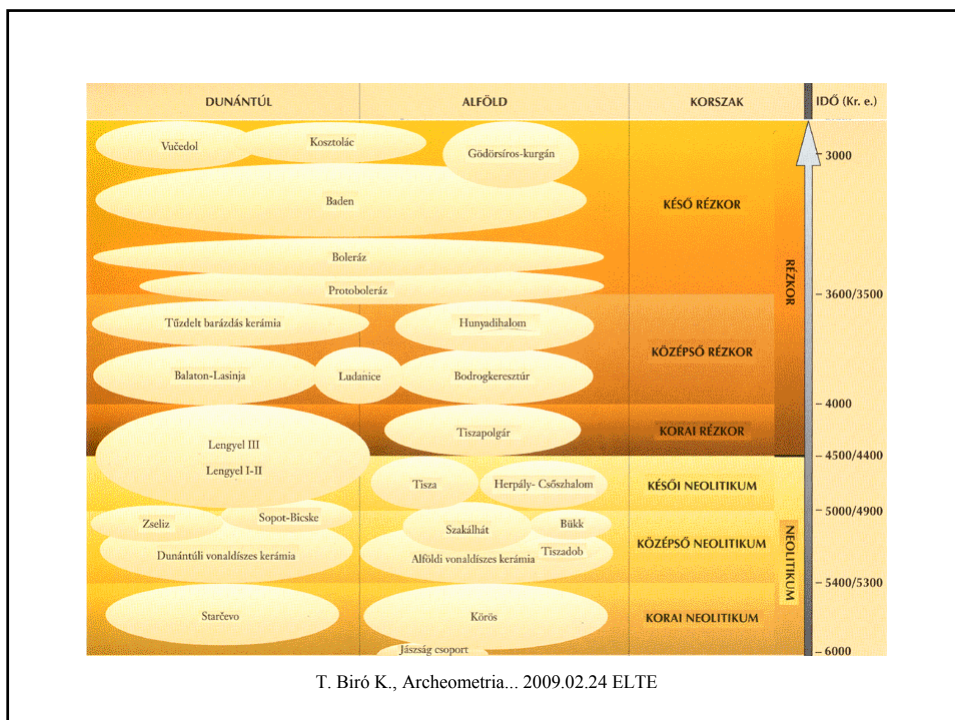 DUNÁNTÚL ALFÖLD KORSZAK IDŐ (Kr. e.)
Vučedol Kosztolác Gödörsíros-kurgán
3000
Baden KÉSŐ RÉZKOR
Boleráz
RÉZKOR
Protoboleráz
3600/3500
Tűzdelt barázdás kerámia Hunyadihalom
KÖZÉPSŐ RÉZKOR
Balaton-Lasinja Ludanice Bodrogkeresztúr
4000
Tiszapolgár KORAI RÉZKOR
Lengyel III
4500/4400
Lengyel I-II
Tisza Herpály- Csőszhalom KÉSŐI NEOLITIKUM
5000/4900
Zseliz Sopot-Bicske
Szakálhát Bükk
KÖZÉPSŐ NEOLITIKUM
Dunántúli vonaldíszes kerámia Alföldi vonaldíszes kerámia Tiszadob
NEOLITIKUM
5400/5300
Starčevo Körös KORAI NEOLITIKUM
Jászság csoport
6000
T. Biró K., Archeometria... 2009.02.24 ELTE